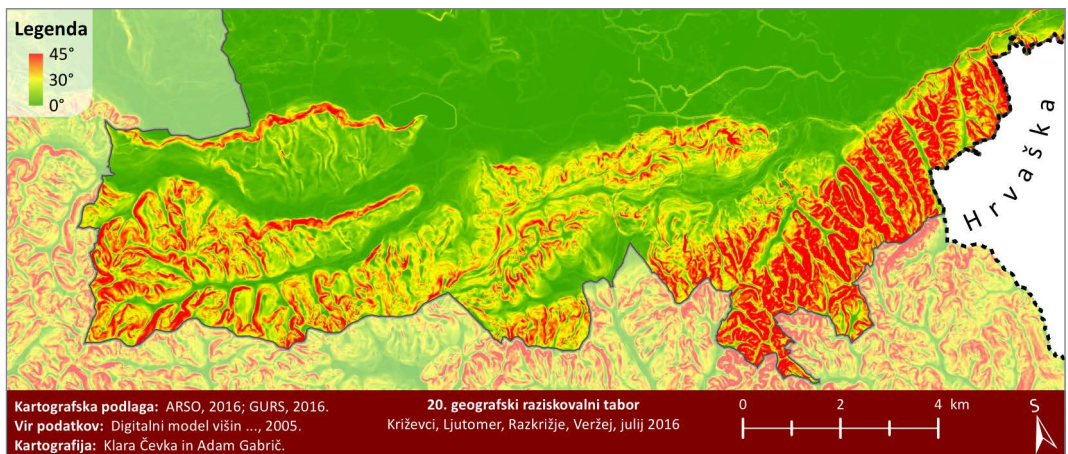 Legenda
45°
30°
0°
Hrvaška
Kartografska podlaga: ARSO, 2016; GURS, 2016.
Vir podatkov: Digitalni model višin ..., 2005.
Kartografija: Klara Čevka in Adam Gabrič.
20. geografski raziskovalni tabor
Križevci, Ljutomer, Razkrižje, Veržej, julij 2016
0 2 4 km
S